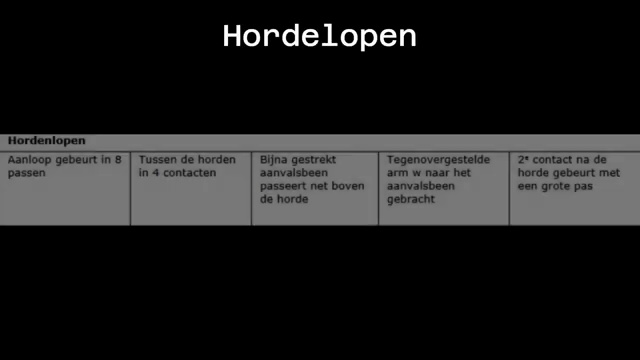 Hordelopen
Hordenlopen
Aanloop gebeurt in 8
passen
Tussen de horden
in 4 contacten
Bijna gestrekt
aanvalsbeen
passeert net boven
de horde
Tegenovergestelde
arm w naar het
aanvalsbeen
gebracht
2e contact na de
horde gebeurt met
een grote pas